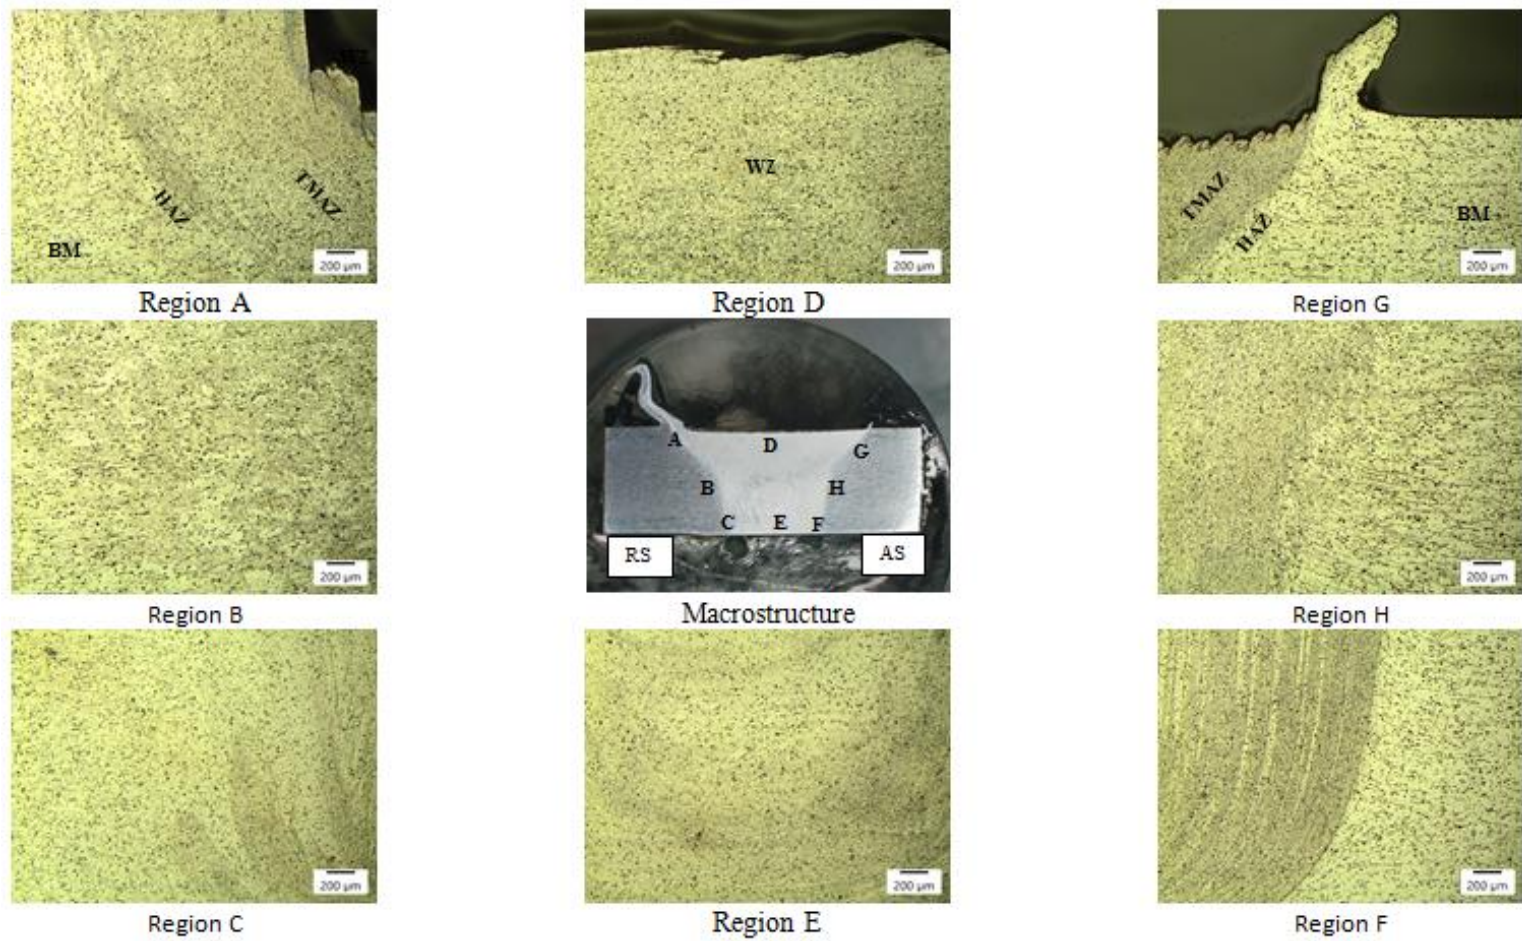 WZ
HAZ
TMAZ
BM
200 µm
Region A
WZ
200 µm
Region D
TMAZ
HAZ
BM
200 µm
Region G
200 µm
Region B
A
D
G
B
H
C
E
F
RS
AS
Macrostructure
200 µm
Region H
200 µm
Region C
200 µm
Region E
200 µm
Region F